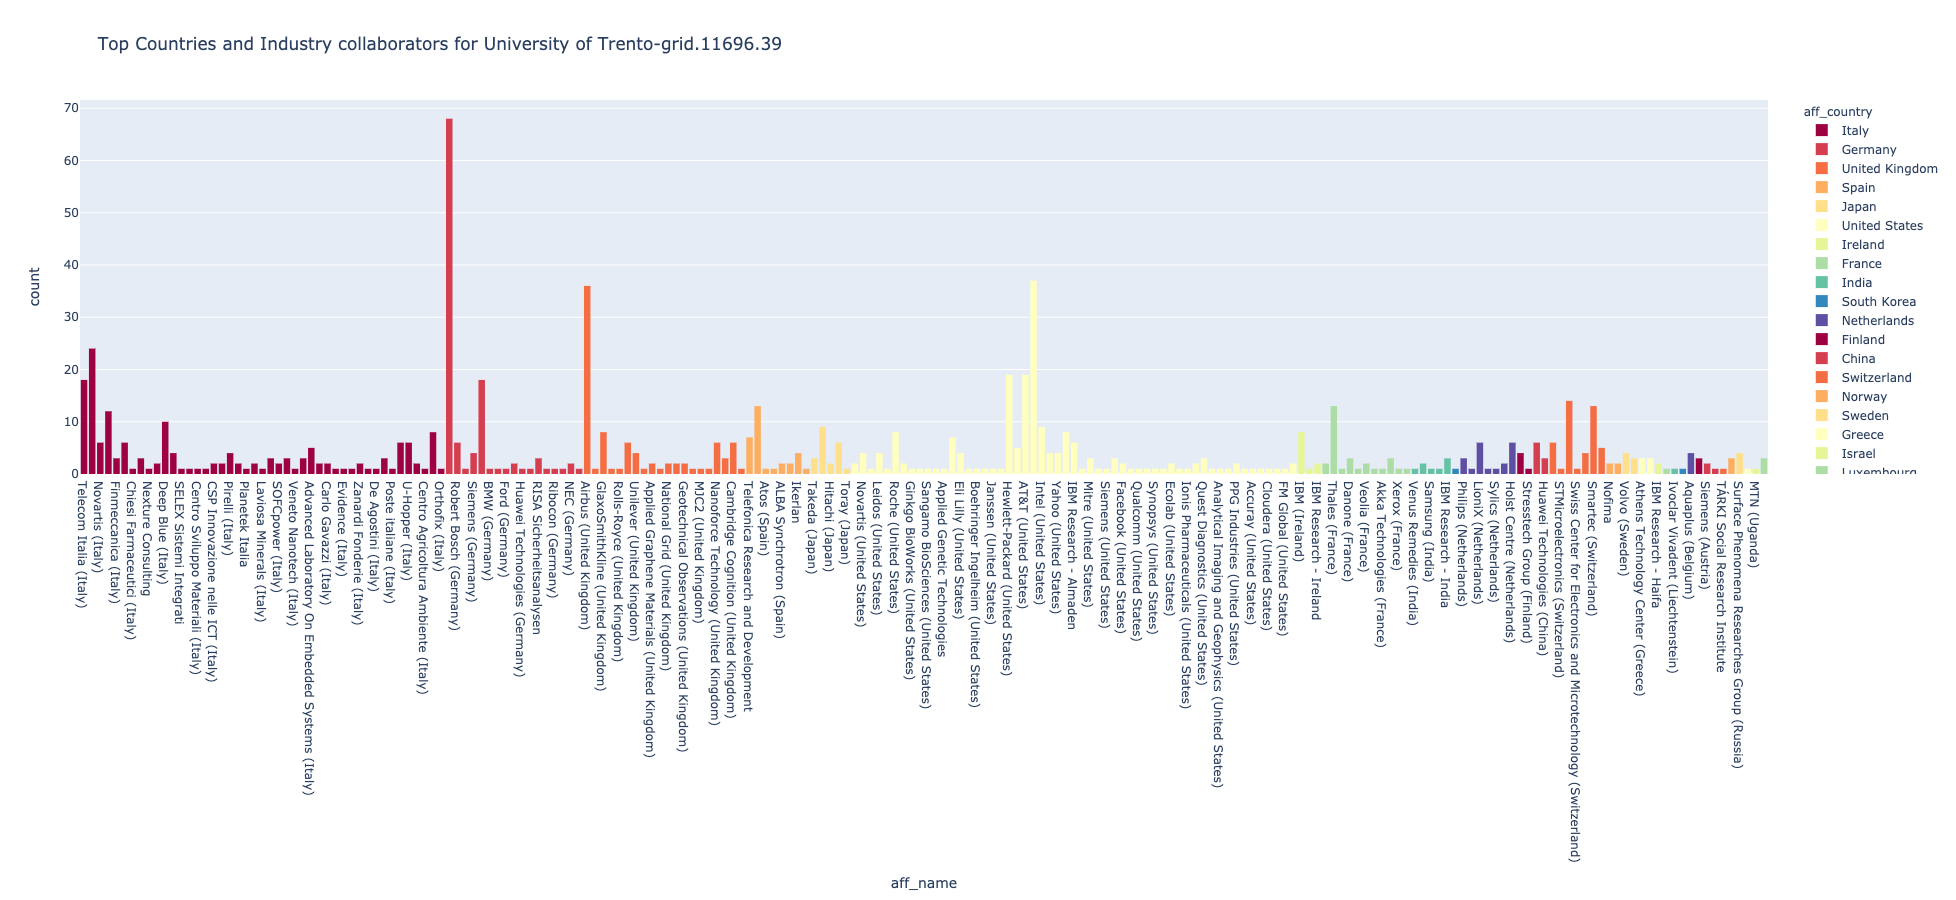 Top Countries and Industry collaborators for University of Trento-grid.11696.39
70
60
50
40
30
20
10
0
count
Telecom Italia (Italy)
Novartis (Italy)
Finmeccanica (Italy)
Chiesi Farmaceutici (Italy)
Nexture Consulting
Deep Blue (Italy)
SELEX Sistemi Integrati
Centro Sviluppo Materiali (Italy)
CSP Innovazione nelle ICT (Italy)
Pirelli (Italy)
Planetek Italia
Laviosa Minerals (Italy)
SOFCpower (Italy)
Veneto Nanotech (Italy)
Advanced Laboratory On Embedded Systems (Italy)
Carlo Gavazzi (Italy)
Evidence (Italy)
Zanardi Fonderie (Italy)
De Agostini (Italy)
Poste italiane (Italy)
U-Hopper (Italy)
Centro Agricoltura Ambiente (Italy)
Orthofix (Italy)
Robert Bosch (Germany)
Siemens (Germany)
BMW (Germany)
Ford (Germany)
Huawei Technologies (Germany)
RISA Sicherheitsanalysen
Ribocon (Germany)
NEC (Germany)
Airbus (United Kingdom)
GlaxoSmithKline (United Kingdom)
Rolls-Royce (United Kingdom)
Unilever (United Kingdom)
Applied Graphene Materials (United Kingdom)
National Grid (United Kingdom)
Geotechnical Observations (United Kingdom)
MJC2 (United Kingdom)
Nanoforce Technology (United Kingdom)
Cambridge Cognition (United Kingdom)
Telefonica Research and Development
Atos (Spain)
ALBA Synchrotron (Spain)
Ikerlan
Takeda (Japan)
Hitachi (Japan)
Toray (Japan)
Novartis (United States)
Leidos (United States)
Roche (United States)
Ginkgo BioWorks (United States)
Sangamo BioSciences (United States)
Applied Genetic Technologies
Eli Lilly (United States)
Boehringer Ingelheim (United States)
Janssen (United States)
Hewlett-Packard (United States)
AT&T (United States)
Intel (United States)
Yahoo (United States)
IBM Research - Almaden
Mitre (United States)
Siemens (United States)
Facebook (United States)
Qualcomm (United States)
Synopsys (United States)
Ecolab (United States)
Ionis Pharmaceuticals (United States)
Quest Diagnostics (United States)
Analytical Imaging and Geophysics (United States)
PPG Industries (United States)
Accuray (United States)
Cloudera (United States)
FM Global (United States)
IBM (Ireland)
IBM Research - Ireland
Thales (France)
Danone (France)
Veolia (France)
Akka Technologies (France)
Xerox (France)
Venus Remedies (India)
Samsung (India)
IBM Research - India
Philips (Netherlands)
LioniX (Netherlands)
Sylics (Netherlands)
Holst Centre (Netherlands)
Stresstech Group (Finland)
Huawei Technologies (China)
STMicroelectronics (Switzerland)
Swiss Center for Electronics and Microtechnology (Switzerland)
Smartec (Switzerland)
Nofima
Volvo (Sweden)
Athens Technology Center (Greece)
IBM Research - Haifa
Ivoclar Vivadent (Liechtenstein)
Aquaplus (Belgium)
Siemens (Austria)
TÁRKI Social Research Institute
Surface Phenomena Researches Group (Russia)
MTN (Uganda)
aff_name
aff_country
Italy
Germany
United Kingdom
Spain
Japan
United States
Ireland
France
India
South Korea
Netherlands
Finland
China
Switzerland
Norway
Sweden
Greece
Israel
Luxembourg